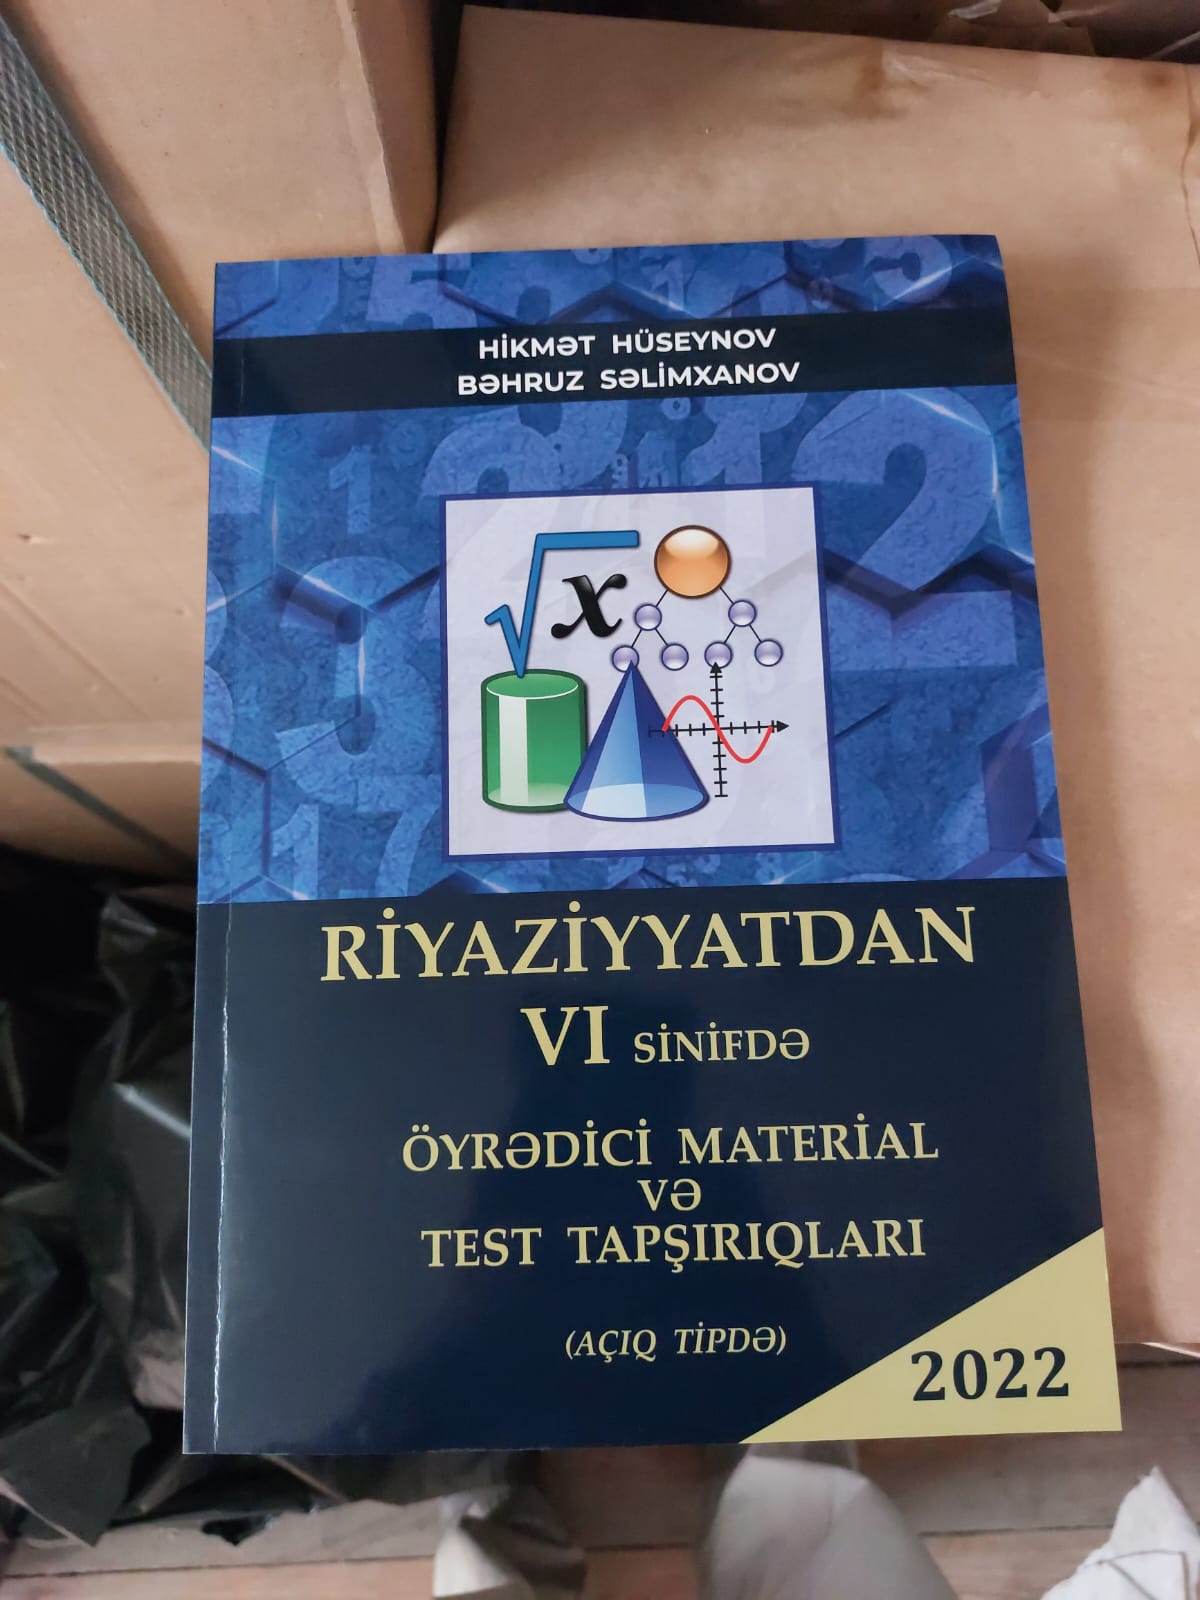 HİKMƏT HÜSEYNOV
BƏHRUZ SƏLİMXANOV
x
RİYAZİYYATDAN
VI SİNİFDƏ
ÖYRƏDİCİ MATERİAL
VƏ
TEST TAPŞIRIQLARI
(AÇIQ TİPDƏ)
2022